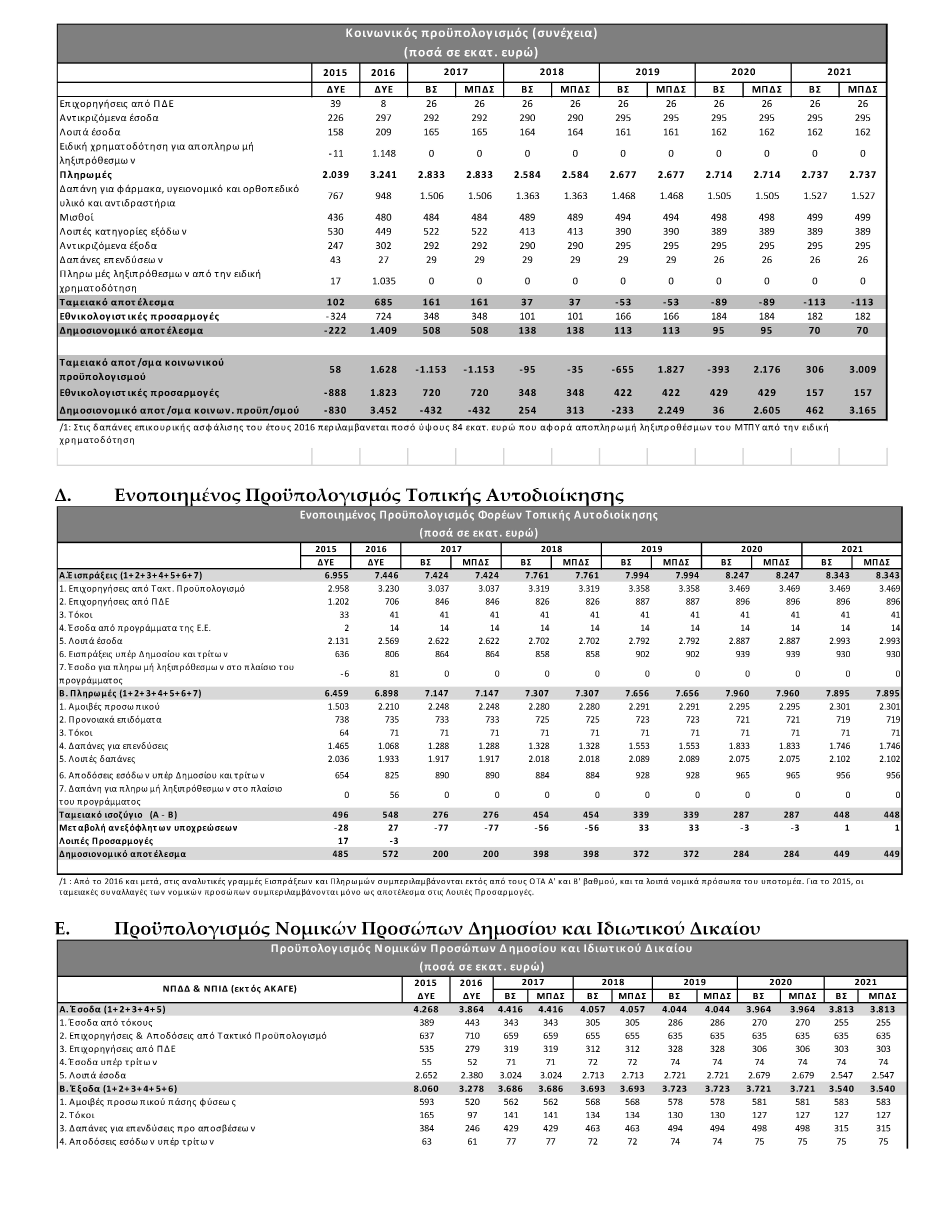 Κοινωνικός προϋπολογισμός (συνέχεια)
(ποσά σε εκατ. ευρώ)
2015 2016 2017 2018 2019 2020 2021
ΔΥΕ ΔΥΕ ΒΣ ΜΠΔΣ ΒΣ ΜΠΔΣ ΒΣ ΜΠΔΣ ΒΣ ΜΠΔΣ ΒΣ ΜΠΔΣ
Επιχορηγήσεις από ΠΔΕ 39 8 26 26 26 26 26 26 26 26 26 26
Αντικριζόμενα έσοδα 226 297 292 292 290 290 295 295 295 295 295 295
Λοιπά έσοδα 158 209 165 165 164 164 161 161 162 162 162 162
Ειδική χρηματοδότηση για αποπληρωμή
ληξιπρόθεσμων -11 1.148 0 0 0 0 0 0 0 0 0 0
Πληρωμές 2.039 3.241 2.833 2.833 2.584 2.584 2.677 2.677 2.714 2.714 2.737 2.737
Δαπάνη για φάρμακα, υγειονομικό και ορθοπεδικό
υλικό και αντιδραστήρια 767 948 1.506 1.506 1.363 1.363 1.468 1.468 1.505 1.505 1.527 1.527
Μισθοί 436 480 484 484 489 489 494 494 498 498 499 499
Λοιπές κατηγορίες εξόδων 530 449 522 522 413 413 390 390 389 389 389 389
Αντικριζόμενα έξοδα 247 302 292 292 290 290 295 295 295 295 295 295
Δαπάνες επενδύσεων 43 27 29 29 29 29 29 29 26 26 26 26
Πληρωμές ληξιπρόθεσμων από την ειδική
χρηματοδότηση 17 1.035 0 0 0 0 0 0 0 0 0 0
Ταμειακό αποτέλεσμα 102 685 161 161 37 37 -53 -53 -89 -89 -113 -113
Εθνικολογιστικές προσαρμογές -324 724 348 348 101 101 166 166 184 184 182 182
Δημοσιονομικό αποτέλεσμα -222 1.409 508 508 138 138 113 113 95 95 70 70
Ταμειακό αποτ/σμα κοινωνικού
προϋπολογισμού 58 1.628 -1.153 -1.153 -95 -35 -655 1.827 -393 2.176 306 3.009
Εθνικολογιστικές προσαρμογές -888 1.823 720 720 348 348 422 422 429 429 157 157
Δημοσιονομικό αποτ/σμα κοινων. προϋπ/σμού -830 3.452 -432 -432 254 313 -233 2.249 36 2.605 462 3.165
/1: Στις δαπάνες επικουρικής ασφάλισης του έτους 2016 περιλαμβανεται ποσό ύψους 84 εκατ. ευρώ που αφορά αποπληρωμή ληξιπροθέσμων του ΜΤΠΥ από την ειδική
χρηματοδότηση
Δ. Ενοποιημένος Προϋπολογισμός Τοπικής Αυτοδιοίκησης
Ενοποιημένος Προϋπολογισμός Φορέων Τοπικής Αυτοδιοίκησης
(ποσά σε εκατ. ευρώ)
2015 2016 2017 2018 2019 2020 2021
ΔΥΕ ΔΥΕ ΒΣ ΜΠΔΣ ΒΣ ΜΠΔΣ ΒΣ ΜΠΔΣ ΒΣ ΜΠΔΣ ΒΣ ΜΠΔΣ
Α.Εισπράξεις (1+2+3+4+5+6+7) 6.955 7.446 7.424 7.424 7.761 7.761 7.994 7.994 8.247 8.247 8.343 8.343
1. Επιχορηγήσεις από Τακτ. Προϋπολογισμό 2.958 3.230 3.037 3.037 3.319 3.319 3.358 3.358 3.469 3.469 3.469 3.469
2. Επιχορηγήσεις από ΠΔΕ 1.202 706 846 846 826 826 887 887 896 896 896 896
3. Τόκοι 33 41 41 41 41 41 41 41 41 41 41 41
4. Έσοδα από προγράμματα της Ε.Ε. 2 14 14 14 14 14 14 14 14 14 14 14
5. Λοιπά έσοδα 2.131 2.569 2.622 2.622 2.702 2.702 2.792 2.792 2.887 2.887 2.993 2.993
6. Εισπράξεις υπέρ Δημοσίου και τρίτων 636 806 864 864 858 858 902 902 939 939 930 930
7. Έσοδο για πληρωμή ληξιπρόθεσμων στο πλαίσιο του
προγράμματος -6 81 0 0 0 0 0 0 0 0 0 0
Β. Πληρωμές (1+2+3+4+5+6+7) 6.459 6.898 7.147 7.147 7.307 7.307 7.656 7.656 7.960 7.960 7.895 7.895
1. Αμοιβές προσωπικού 1.503 2.210 2.248 2.248 2.280 2.280 2.291 2.291 2.295 2.295 2.301 2.301
2. Προνοιακά επιδόματα 738 735 733 733 725 725 723 723 721 721 719 719
3. Τόκοι 64 71 71 71 71 71 71 71 71 71 71 71
4. Δαπάνες για επενδύσεις 1.465 1.068 1.288 1.288 1.328 1.328 1.553 1.553 1.833 1.833 1.746 1.746
5. Λοιπές δαπάνες 2.036 1.933 1.917 1.917 2.018 2.018 2.089 2.089 2.075 2.075 2.102 2.102
6. Αποδόσεις εσόδων υπέρ Δημοσίου και τρίτων 654 825 890 890 884 884 928 928 965 965 956 956
7. Δαπάνη για πληρωμή ληξιπρόθεσμων στο πλαίσιο
του προγράμματος 0 56 0 0 0 0 0 0 0 0 0 0
Ταμειακό ισοζύγιο (Α - Β) 496 548 276 276 454 454 339 339 287 287 448 448
Μεταβολή ανεξόφλητων υποχρεώσεων -28 27 -77 -77 -56 -56 33 33 -3 -3 1 1
Λοιπές Προσαρμογές 17 -3
Δημοσιονομικό αποτέλεσμα 485 572 200 200 398 398 372 372 284 284 449 449
/1 : Από το 2016 και μετά, στις αναλυτικές γραμμές Εισπράξεων και Πληρωμών συμπεριλαμβάνονται εκτός από τους ΟΤΑ Α' και Β' βαθμού, και τα λοιπά νομικά πρόσωπα του υποτομέα. Για το 2015, οι
ταμειακές συναλλαγές των νομικών προσώπων συμπεριλαμβάνονται μόνο ως αποτέλεσμα στις Λοιπές Προσαρμογές.
Ε. Προϋπολογισμός Νομικών Προσώπων Δημοσίου και Ιδιωτικού Δικαίου
Προϋπολογισμός Νομικών Προσώπων Δημοσίου και Ιδιωτικού Δικαίου
(ποσά σε εκατ. ευρώ)
ΝΠΔΔ & ΝΠΙΔ (εκτός ΑΚΑΓΕ) 2015 2016 2017 2018 2019 2020 2021
ΔΥΕ ΔΥΕ ΒΣ ΜΠΔΣ ΒΣ ΜΠΔΣ ΒΣ ΜΠΔΣ ΒΣ ΜΠΔΣ ΒΣ ΜΠΔΣ
Α. Έσοδα (1+2+3+4+5) 4.268 3.864 4.416 4.416 4.057 4.057 4.044 4.044 3.964 3.964 3.813 3.813
1. Έσοδα από τόκους 389 443 343 343 305 305 286 286 270 270 255 255
2. Επιχορηγήσεις & Αποδόσεις από Τακτικό Προϋπολογισμό 637 710 659 659 655 655 635 635 635 635 635 635
3. Επιχορηγήσεις από ΠΔΕ 535 279 319 319 312 312 328 328 306 306 303 303
4. Έσοδα υπέρ τρίτων 55 52 71 71 72 72 74 74 74 74 74 74
5. Λοιπά έσοδα 2.652 2.380 3.024 3.024 2.713 2.713 2.721 2.721 2.679 2.679 2.547 2.547
Β. Έξοδα (1+2+3+4+5+6) 8.060 3.278 3.686 3.686 3.693 3.693 3.723 3.723 3.721 3.721 3.540 3.540
1. Αμοιβές προσωπικού πάσης φύσεως 593 520 562 562 568 568 578 578 581 581 583 583
2. Τόκοι 165 97 141 141 134 134 130 130 127 127 127 127
3. Δαπάνες για επενδύσεις προ αποσβέσεων 384 246 429 429 463 463 494 494 498 498 315 315
4. Αποδόσεις εσόδων υπέρ τρίτων 63 61 77 77 72 72 74 74 75 75 75 75